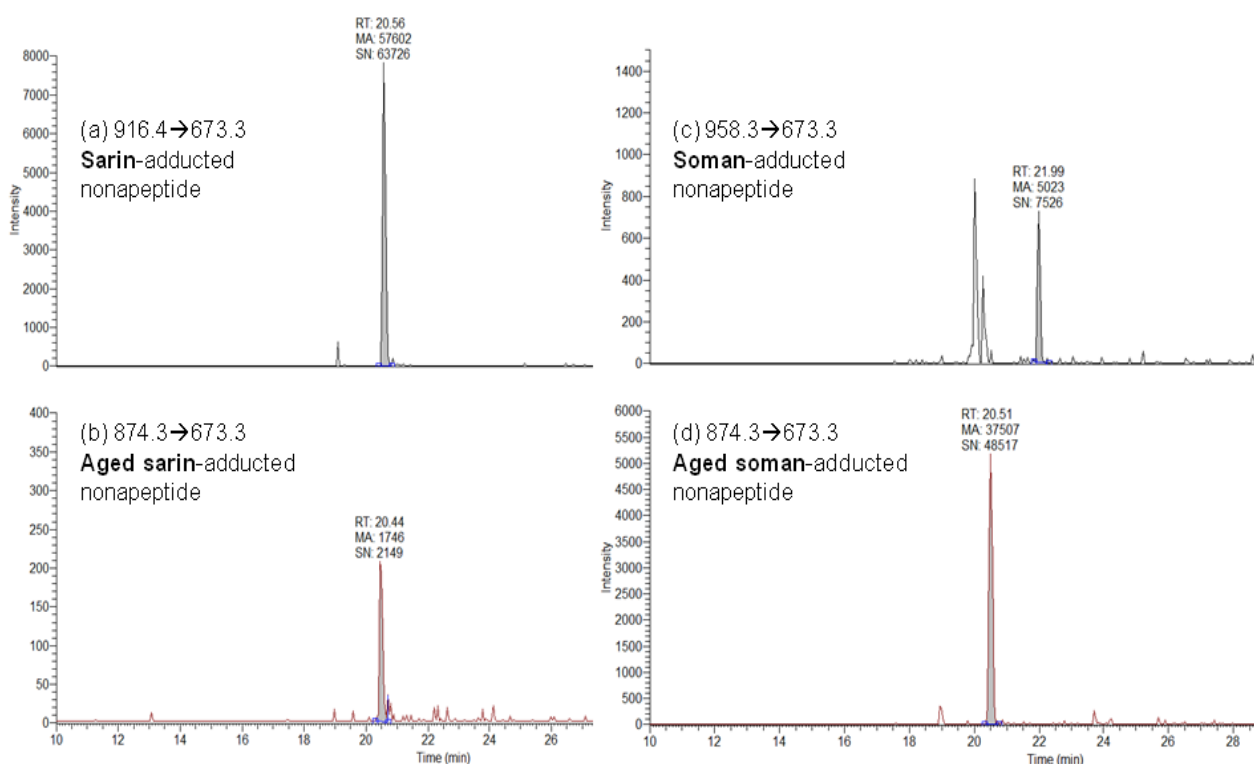 RT: 20.56
MA: 57602
SN: 63726
8000
7000
6000
5000
4000
3000
2000
1000
0
Intensity
(a) 916.4→673.3
Sarin-adducted
nonapeptide
RT: 21.99
MA: 5023
SN: 7526
1400
1200
1000
800
600
400
200
0
Intensity
(c) 958.3→673.3
Soman-adducted
nonapeptide
RT: 20.44
MA: 1746
SN: 2149
400
350
300
250
200
150
100
50
0
Intensity
(b) 874.3→673.3
Aged sarin-adducted
nonapeptide
10 12 14 16 18 20 22 24 26
Time (min)
RT: 20.51
MA: 37507
SN: 48517
6000
5500
5000
4500
4000
3500
3000
2500
2000
1500
1000
500
0
Intensity
(d) 874.3→673.3
Aged soman-adducted
nonapeptide
10 12 14 16 18 20 22 24 26 28
Time (min)